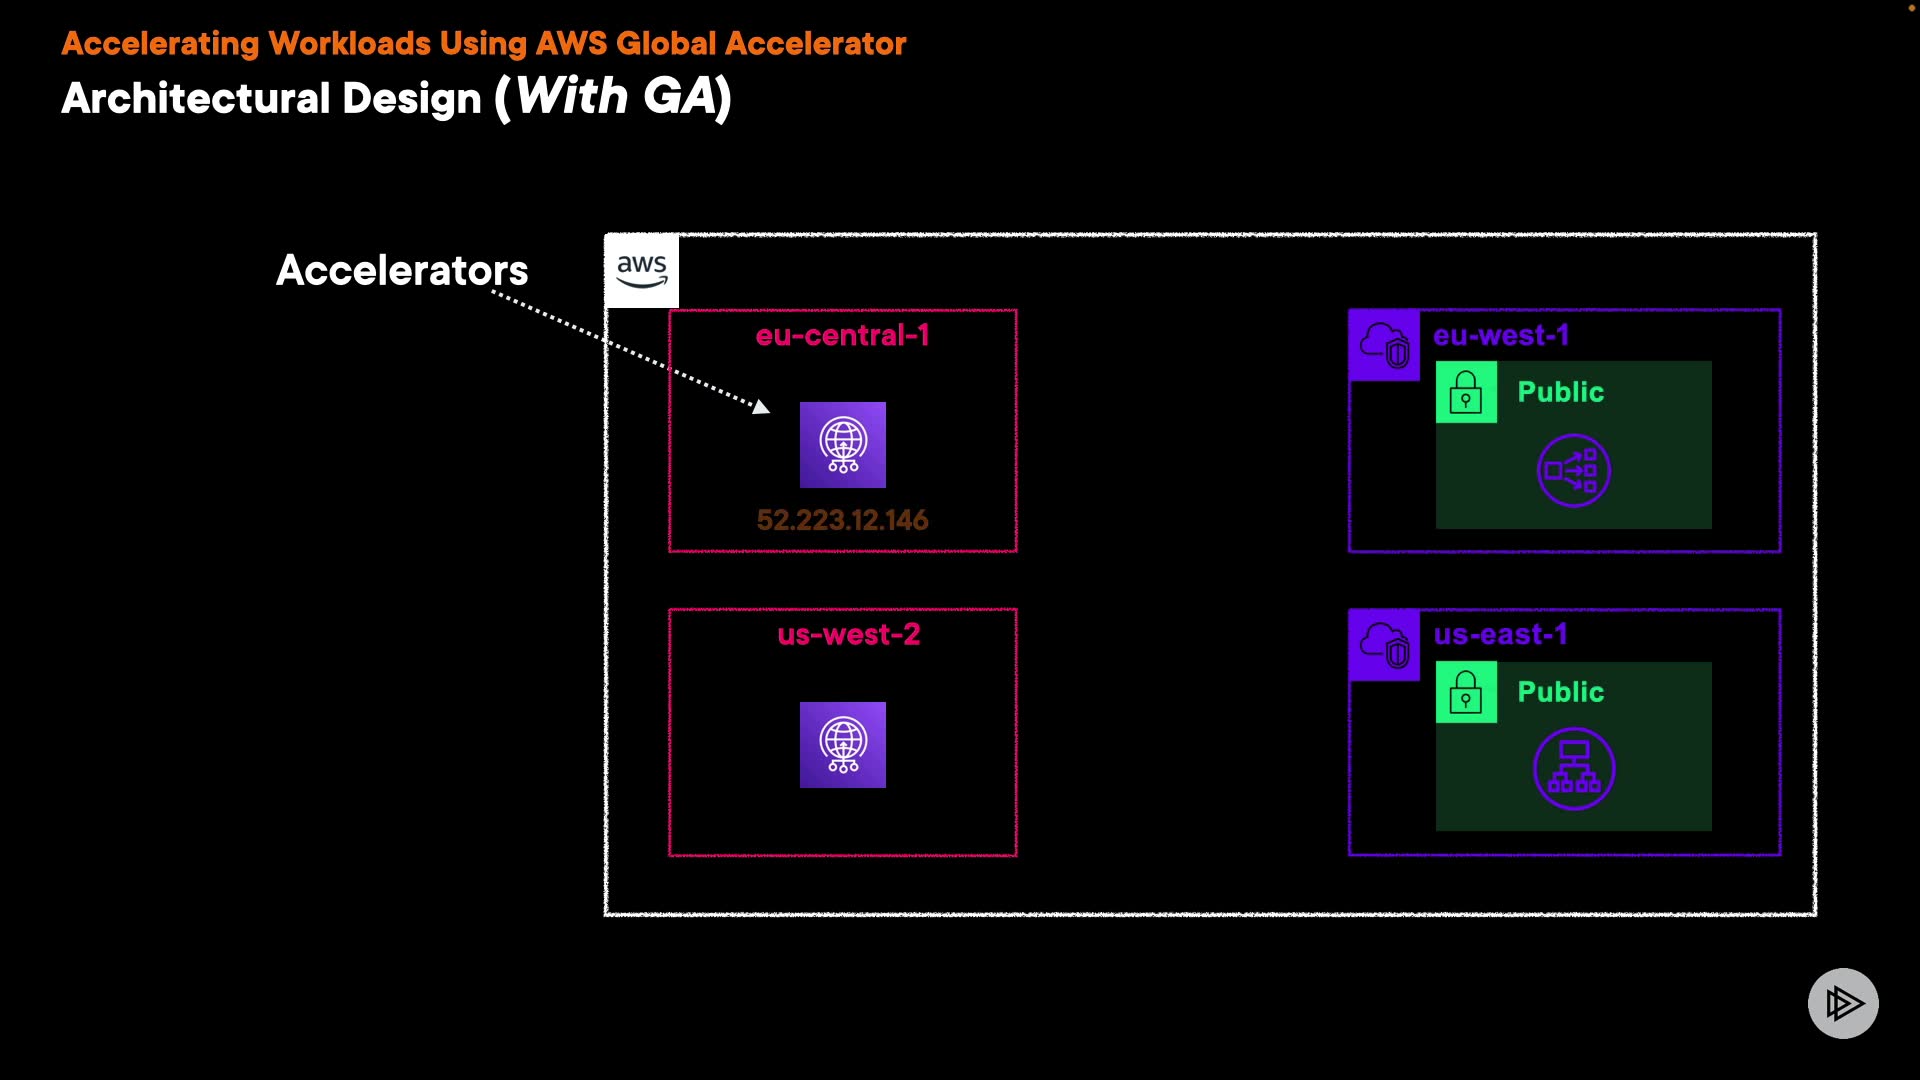 Accelerating Workloads Using AWS Global Accelerator
Architectural Design (With GA)
Accelerators
aws
eu-central-1
52.223.12.146
eu-west-1
Public
us-west-2
us-east-1
Public